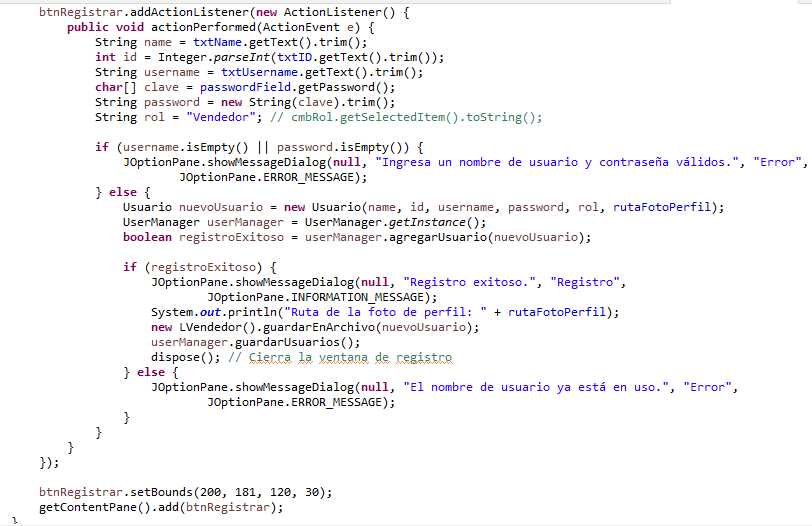 btnRegistrar.addActionListener(new ActionListener() {
public void actionPerformed(ActionEvent e) {
String name = txtName.getText().trim();
int id = Integer.parseInt(txtID.getText().trim());
String username = txtUsername.getText().trim();
char[] clave = passwordField.getPassword();
String password = new String(clave).trim();
String rol = "Vendedor"; // cmbRol.getSelectedItem().toString();
if (username.isEmpty() || password.isEmpty()) {
JOptionPane.showMessageDialog(null, "Ingresa un nombre de usuario y contraseña válidos.", "Error",
JOptionPane.ERROR_MESSAGE);
} else {
Usuario nuevoUsuario = new Usuario(name, id, username, password, rol, rutaFotoPerfil);
UserManager userManager = UserManager.getInstance();
boolean registroExitoso = userManager.agregarUsuario(nuevoUsuario);
if (registroExitoso) {
JOptionPane.showMessageDialog(null, "Registro exitoso.", "Registro",
JOptionPane.INFORMATION_MESSAGE);
System.out.println("Ruta de la foto de perfil: " + rutaFotoPerfil);
new LVendedor().guardarEnArchivo(nuevoUsuario);
userManager.guardarUsuarios();
dispose(); // Cierra la ventana de registro
} else {
JOptionPane.showMessageDialog(null, "El nombre de usuario ya está en uso.", "Error",
JOptionPane.ERROR_MESSAGE);
}
}
}
});
btnRegistrar.setBounds(200, 181, 120, 30);
getContentPane().add(btnRegistrar);
}